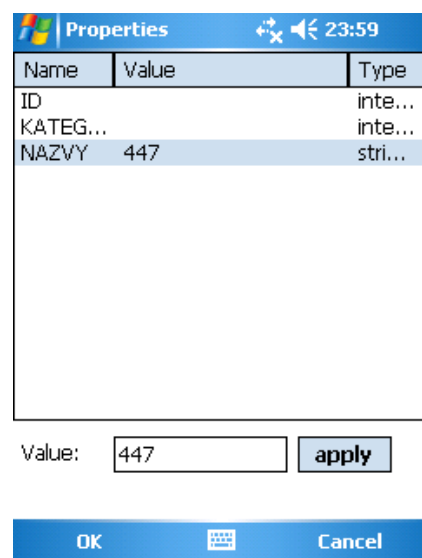 Properties 23:59
Name Value Type
ID inte...
KATEG... inte...
NAZVY 447 stri...
Value: 447 apply
OK Cancel